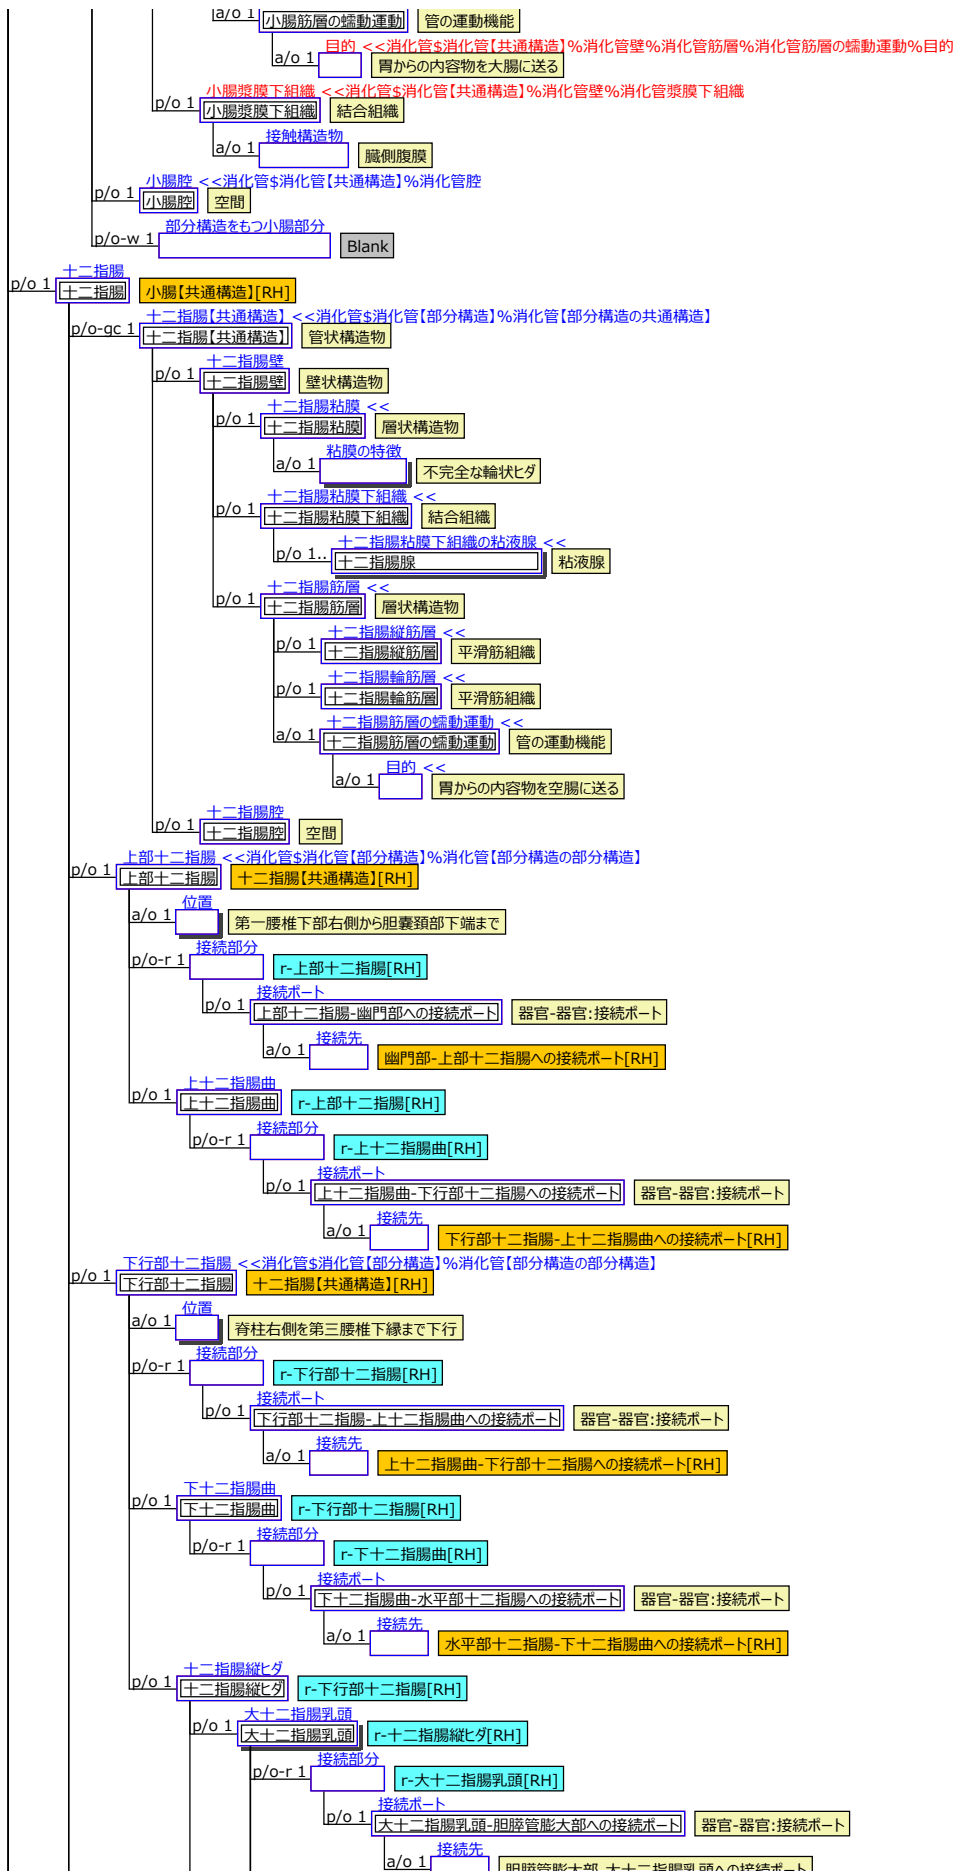 a/o 1 小腸筋層の蠕動運動 管の運動機能
目的 <<消化管$消化管【共通構造】%消化管壁%消化管筋層%消化管筋層の蠕動運動%目的
a/o 1 胃からの内容物を大腸に送る
小腸漿膜下組織 <<消化管$消化管【共通構造】%消化管壁%消化管漿膜下組織
p/o 1 小腸漿膜下組織 結合組織
接触構造物
a/o 1 臓側腹膜
小腸腔 <<消化管$消化管【共通構造】%消化管腔
p/o 1 小腸腔 空間
部分構造をもつ小腸部分
p/o-w 1 Blank
十二指腸
p/o 1 十二指腸 小腸【共通構造】[RH]
十二指腸【共通構造】 <<消化管$消化管【部分構造】%消化管【部分構造の共通構造】
p/o-gc 1 十二指腸【共通構造】 管状構造物
十二指腸壁
p/o 1 十二指腸壁 壁状構造物
十二指腸粘膜 <<
p/o 1 十二指腸粘膜 層状構造物
粘膜の特徴
a/o 1 不完全な輪状ヒダ
十二指腸粘膜下組織 <<
p/o 1 十二指腸粘膜下組織 結合組織
十二指腸粘膜下組織の粘液腺 <<
p/o 1.. 十二指腸腺 粘液腺
十二指腸筋層 <<
p/o 1 十二指腸筋層 層状構造物
十二指腸縦筋層 <<
p/o 1 十二指腸縦筋層 平滑筋組織
十二指腸輪筋層 <<
p/o 1 十二指腸輪筋層 平滑筋組織
十二指腸筋層の蠕動運動 <<
a/o 1 十二指腸筋層の蠕動運動 管の運動機能
目的 <<
a/o 1 胃からの内容物を空腸に送る
十二指腸腔
p/o 1 十二指腸腔 空間
上部十二指腸 <<消化管$消化管【部分構造】%消化管【部分構造の部分構造】
p/o 1 上部十二指腸 十二指腸【共通構造】[RH]
位置
a/o 1 第一腰椎下部右側から胆嚢頚部下端まで
接続部分
p/o-r 1 r-上部十二指腸[RH]
接続ポート
p/o 1 上部十二指腸-幽門部への接続ポート 器官-器官:接続ポート
接続先
a/o 1 幽門部-上部十二指腸への接続ポート[RH]
上十二指腸曲
p/o 1 上十二指腸曲 r-上部十二指腸[RH]
接続部分
p/o-r 1 r-上十二指腸曲[RH]
接続ポート
p/o 1 上十二指腸曲-下行部十二指腸への接続ポート 器官-器官:接続ポート
接続先
a/o 1 下行部十二指腸-上十二指腸曲への接続ポート[RH]
下行部十二指腸 <<消化管$消化管【部分構造】%消化管【部分構造の部分構造】
p/o 1 下行部十二指腸 十二指腸【共通構造】[RH]
位置
a/o 1 脊柱右側を第三腰椎下縁まで下行
接続部分
p/o-r 1 r-下行部十二指腸[RH]
接続ポート
p/o 1 下行部十二指腸-上十二指腸曲への接続ポート 器官-器官:接続ポート
接続先
a/o 1 上十二指腸曲-下行部十二指腸への接続ポート[RH]
下十二指腸曲
p/o 1 下十二指腸曲 r-下行部十二指腸[RH]
接続部分
p/o-r 1 r-下十二指腸曲[RH]
接続ポート
p/o 1 下十二指腸曲-水平部十二指腸への接続ポート 器官-器官:接続ポート
接続先
a/o 1 水平部十二指腸-下十二指腸曲への接続ポート[RH]
十二指腸縦ヒダ
p/o 1 十二指腸縦ヒダ r-下行部十二指腸[RH]
大十二指腸乳頭
p/o 1 大十二指腸乳頭 r-十二指腸縦ヒダ[RH]
接続部分
p/o-r 1 r-大十二指腸乳頭[RH]
接続ポート
p/o 1 大十二指腸乳頭-胆膵管膨大部への接続ポート 器官-器官:接続ポート
接続先
a/o 1 胆膵管膨大部-大十二指腸乳頭への接続ポート